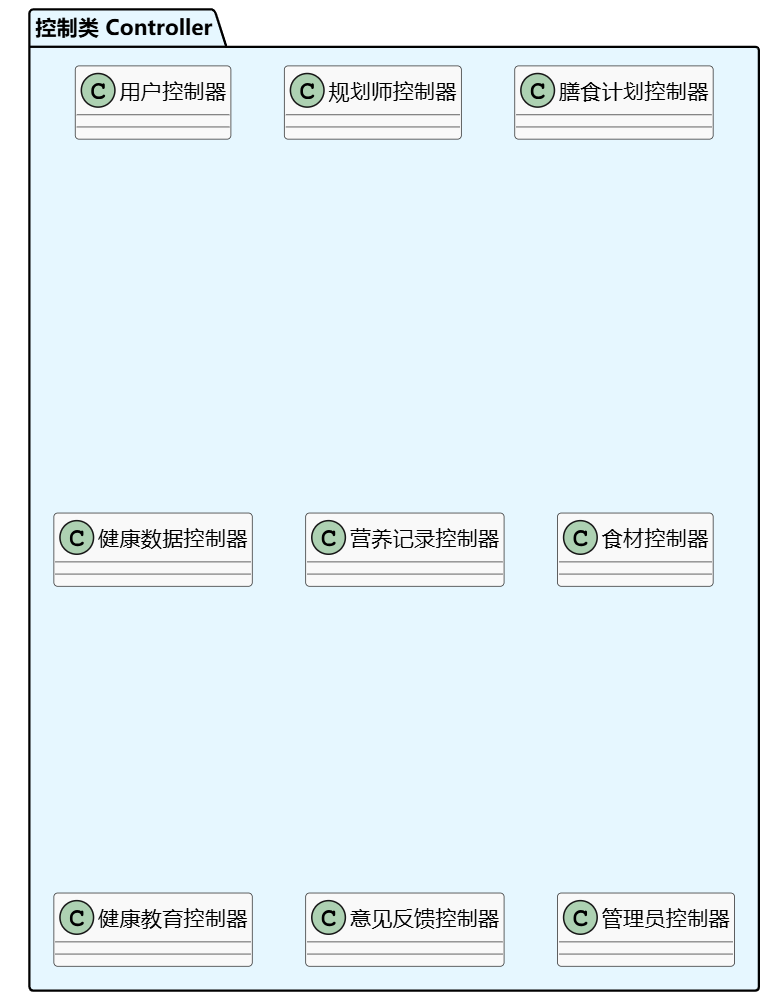 控制类 Controller
C 用户控制器
C 规划师控制器
C 膳食计划控制器
C 健康数据控制器
C 营养记录控制器
C 食材控制器
C 健康教育控制器
C 意见反馈控制器
C 管理员控制器